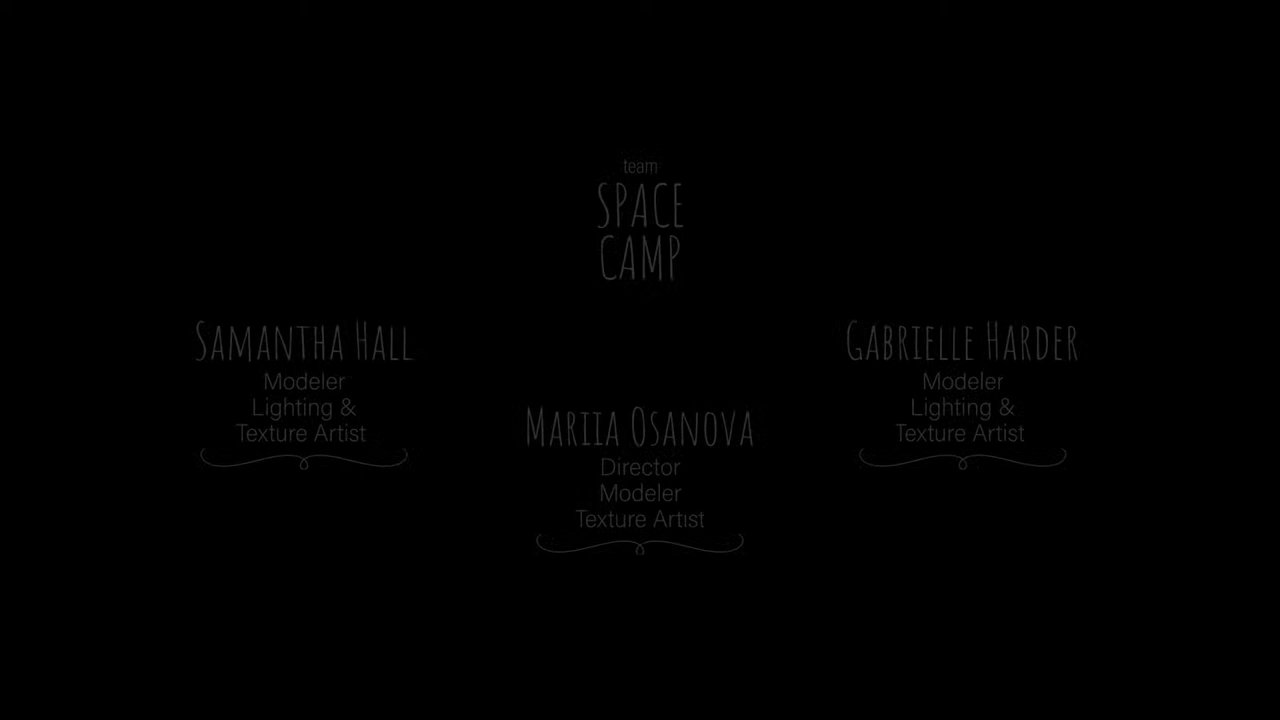 team
SPACE
CAMP
SAMANTHA HALL
Modeler
Lighting &
Texture Artist
GABRIELLE HARDER
Modeler
Lighting &
Texture Artist
MARIIA OSANOVA
Director
Modeler
Texture Artist